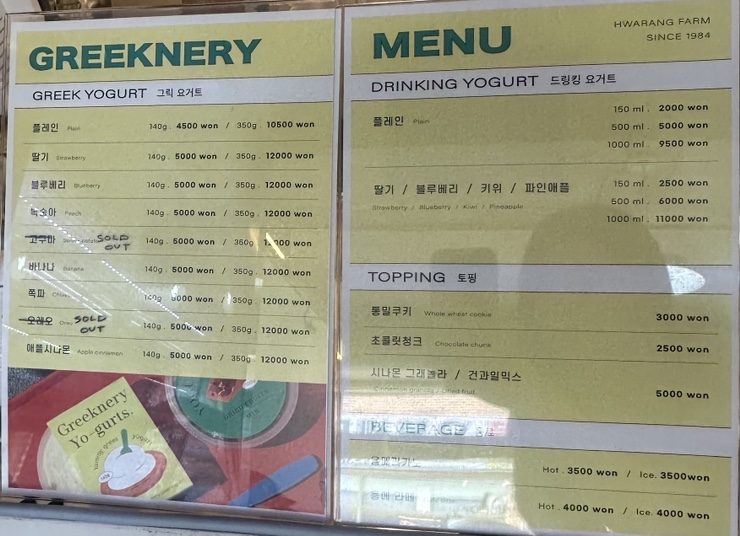 GREEKNERY
GREEK YOGURT 그릭 요거트
플레인 Plain 140g . 4500 won / 350g . 10500 won
딸기 Strawberry 140g . 5000 won / 350g . 12000 won
블루베리 Blueberry 140g . 5000 won / 350g . 12000 won
복숭아 Peach 140g . 5000 won / 350g . 12000 won
고구마 SOLD OUT 140g . 5000 won / 350g . 12000 won
바나나 Banana 140g . 5000 won / 350g . 12000 won
쪽파 140g . 5000 won / 350g . 12000 won
오레오 Oreo SOLD OUT 140g . 5000 won / 350g . 12000 won
애플시나몬 Apple cinnamon 140g . 5000 won / 350g . 12000 won
Greeknery
Yo-gurts.
yogurt
MENU
HWARANG FARM
SINCE 1984
DRINKING YOGURT 드링킹 요거트
플레인 Plain
150 ml . 2000 won
500 ml . 5000 won
1000 ml . 9500 won
딸기 / 블루베리 / 키위 / 파인애플
Strawberry / Blueberry / Kiwi / Pineapple
150 ml . 2500 won
500 ml . 6000 won
1000 ml . 11000 won
TOPPING 토핑
통밀쿠키 Whole wheat cookie 3000 won
초콜릿청크 Chocolate chunk 2500 won
시나몬 그래놀라 / 건과일믹스
Cinnamon granola / Dried fruit
5000 won
BEVERAGE 음료
Hot . 3500 won / Ice. 3500won
Hot . 4000 won / Ice. 4000 won